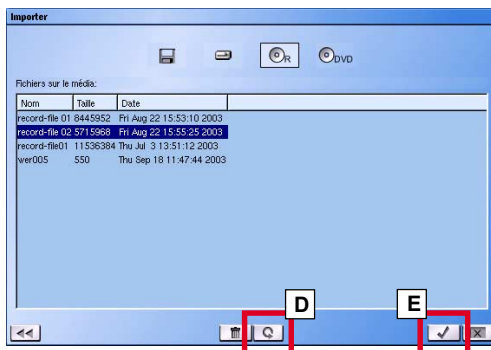 Importer
R DVD
Fichiers sur le média:
Nom Taille Date
record-file 01 8445952 Fri Aug 22 15:53:10 2003
record-file 02 5715968 Fri Aug 22 15:55:25 2003
record-file01 11536384 Thu Jul 3 13:51:12 2003
wer005 550 Thu Sep 18 11:47:44 2003
D E